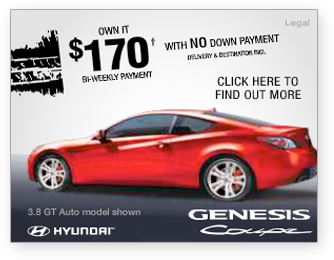 Legal
OWN IT
$170†
BI-WEEKLY PAYMENT
WITH NO DOWN PAYMENT
DELIVERY & DESTINATION INCL.
CLICK HERE TO
FIND OUT MORE
3.8 GT Auto model shown
GENESIS
Coupe
HYUNDAI